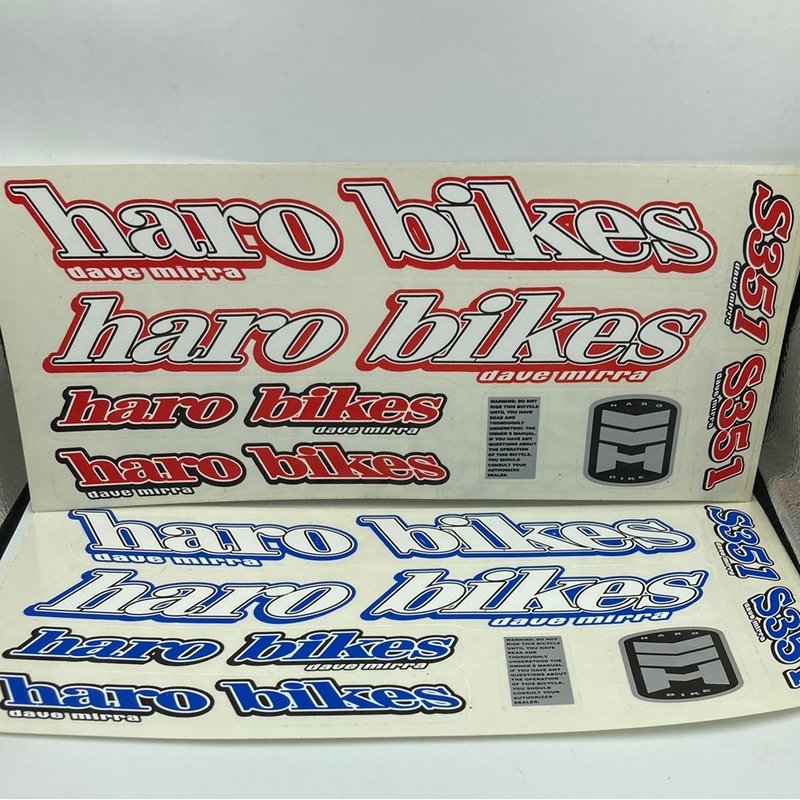 haro bikes
dave mirra
S351
dave mirra
haro bikes
dave mirra
haro bikes
dave mirra
haro bikes
dave mirra
WARNING: DO NOT
RIDE THIS BICYCLE
UNTIL YOU HAVE
READ AND
THOROUGHLY
UNDERSTOOD THE
OWNER'S MANUAL.
IF YOU HAVE ANY
QUESTIONS ABOUT
THE OPERATION
OF THIS BICYCLE,
YOU SHOULD
CONSULT YOUR
AUTHORIZED
DEALER.
HARO
BIKE
S351
dave mirra
haro bikes
dave mirra
S351
dave mirra
haro bikes
dave mirra
haro bikes
dave mirra
haro bikes
dave mirra
WARNING: DO NOT
RIDE THIS BICYCLE
UNTIL YOU HAVE
READ AND
THOROUGHLY
UNDERSTOOD THE
OWNER'S MANUAL.
IF YOU HAVE ANY
QUESTIONS ABOUT
THE OPERATION
OF THIS BICYCLE,
YOU SHOULD
CONSULT YOUR
AUTHORIZED
DEALER.
HARO
BIKE
S351
dave mirra